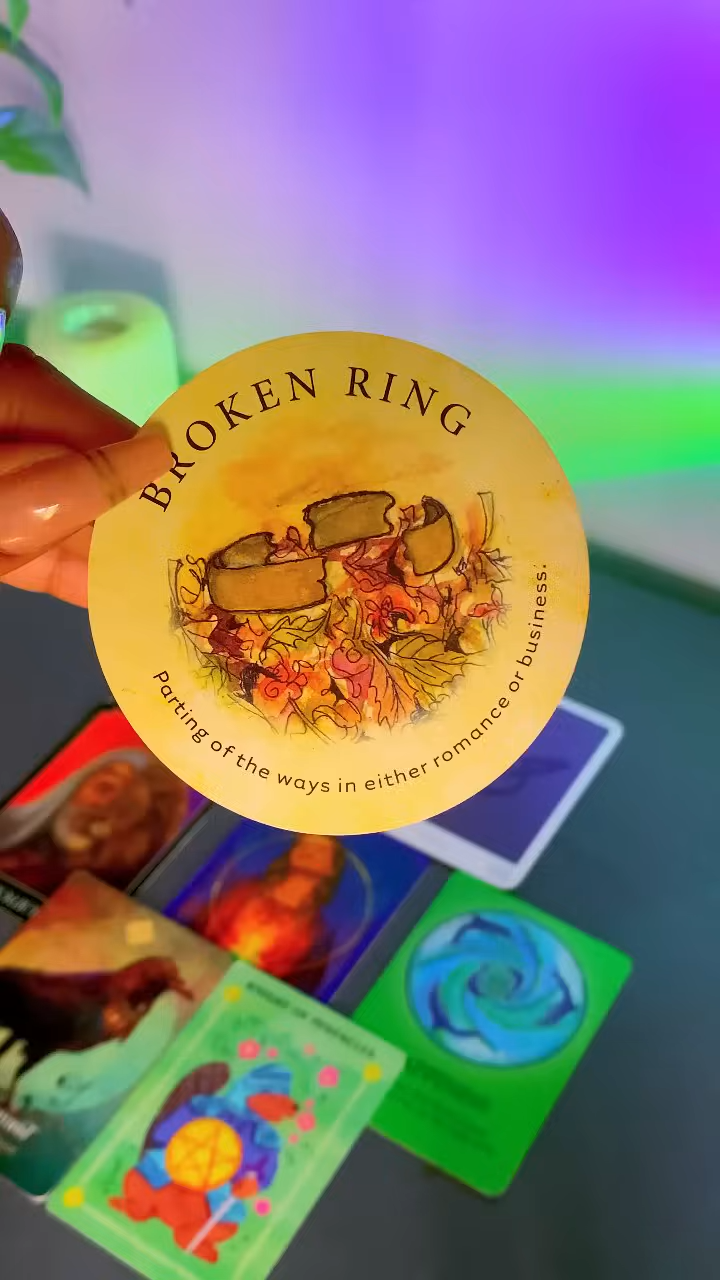 BROKEN RING
Parting of the ways in either romance or business.